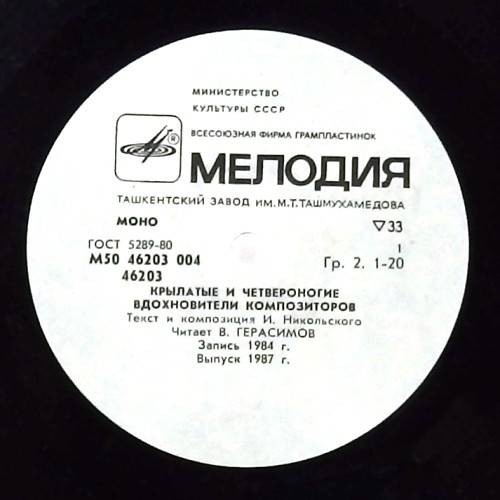 МИНИСТЕРСТВО
КУЛЬТУРЫ СССР
ВСЕСОЮЗНАЯ ФИРМА ГРАМПЛАСТИНОК
МЕЛОДИЯ
ТАШКЕНТСКИЙ ЗАВОД ИМ. М.Т. ТАШМУХАМЕДОВА
МОНО ▽33
ГОСТ 5289-80 1
М50 46203 004 Гр. 2. 1-20
46203
КРЫЛАТЫЕ И ЧЕТВЕРОНОГИЕ
ВДОХНОВИТЕЛИ КОМПОЗИТОРОВ
Текст и композиция И. Никольского
Читает В. ГЕРАСИМОВ
Запись 1984 г.
Выпуск 1987 г.